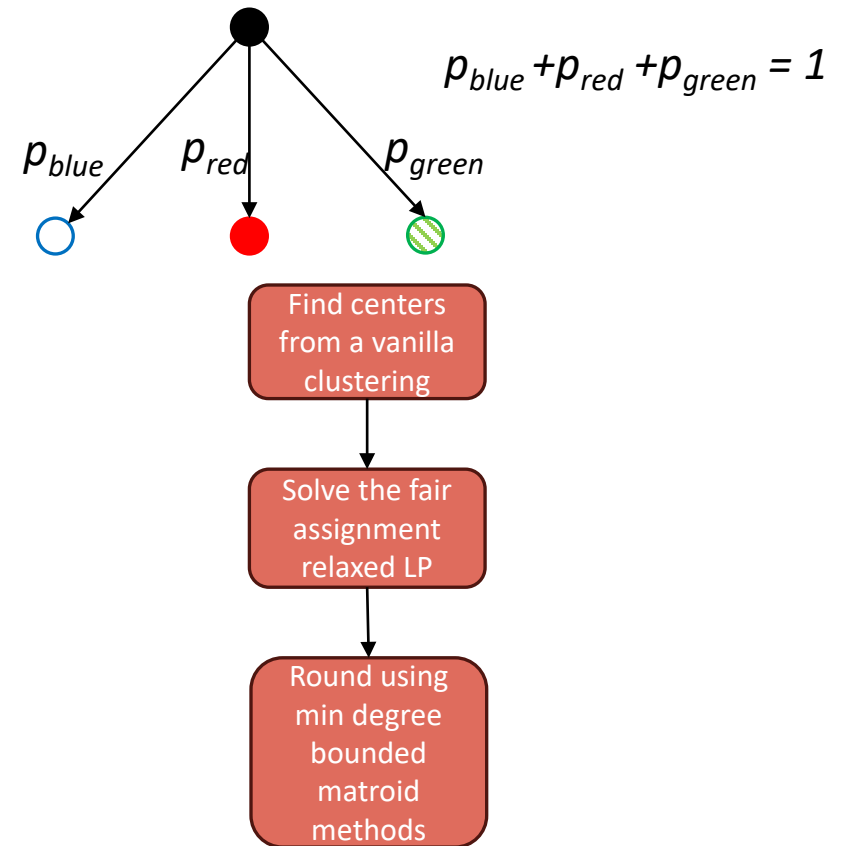 p_blue + p_red + p_green = 1
p_blue p_red p_green
Find centers
from a vanilla
clustering
Solve the fair
assignment
relaxed LP
Round using
min degree
bounded
matroid
methods